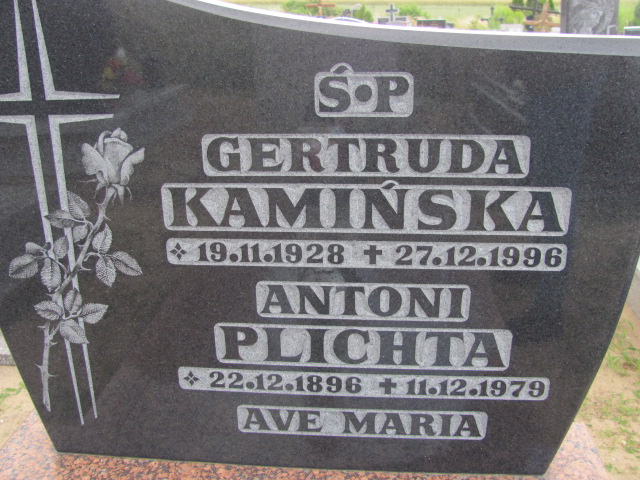 Ś•P
GERTRUDA
KAMIŃSKA
19.11.1928 ✝ 27.12.1996
ANTONI
PLICHTA
22.12.1896 ✝ 11.12.1979
AVE MARIA